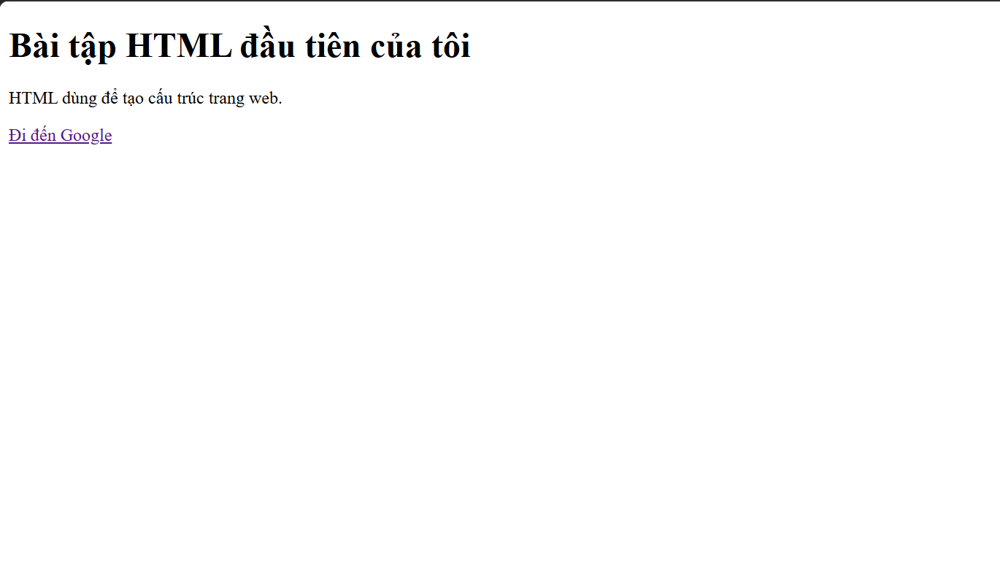 Bài tập HTML đầu tiên của tôi
HTML dùng để tạo cấu trúc trang web.
Đi đến Google